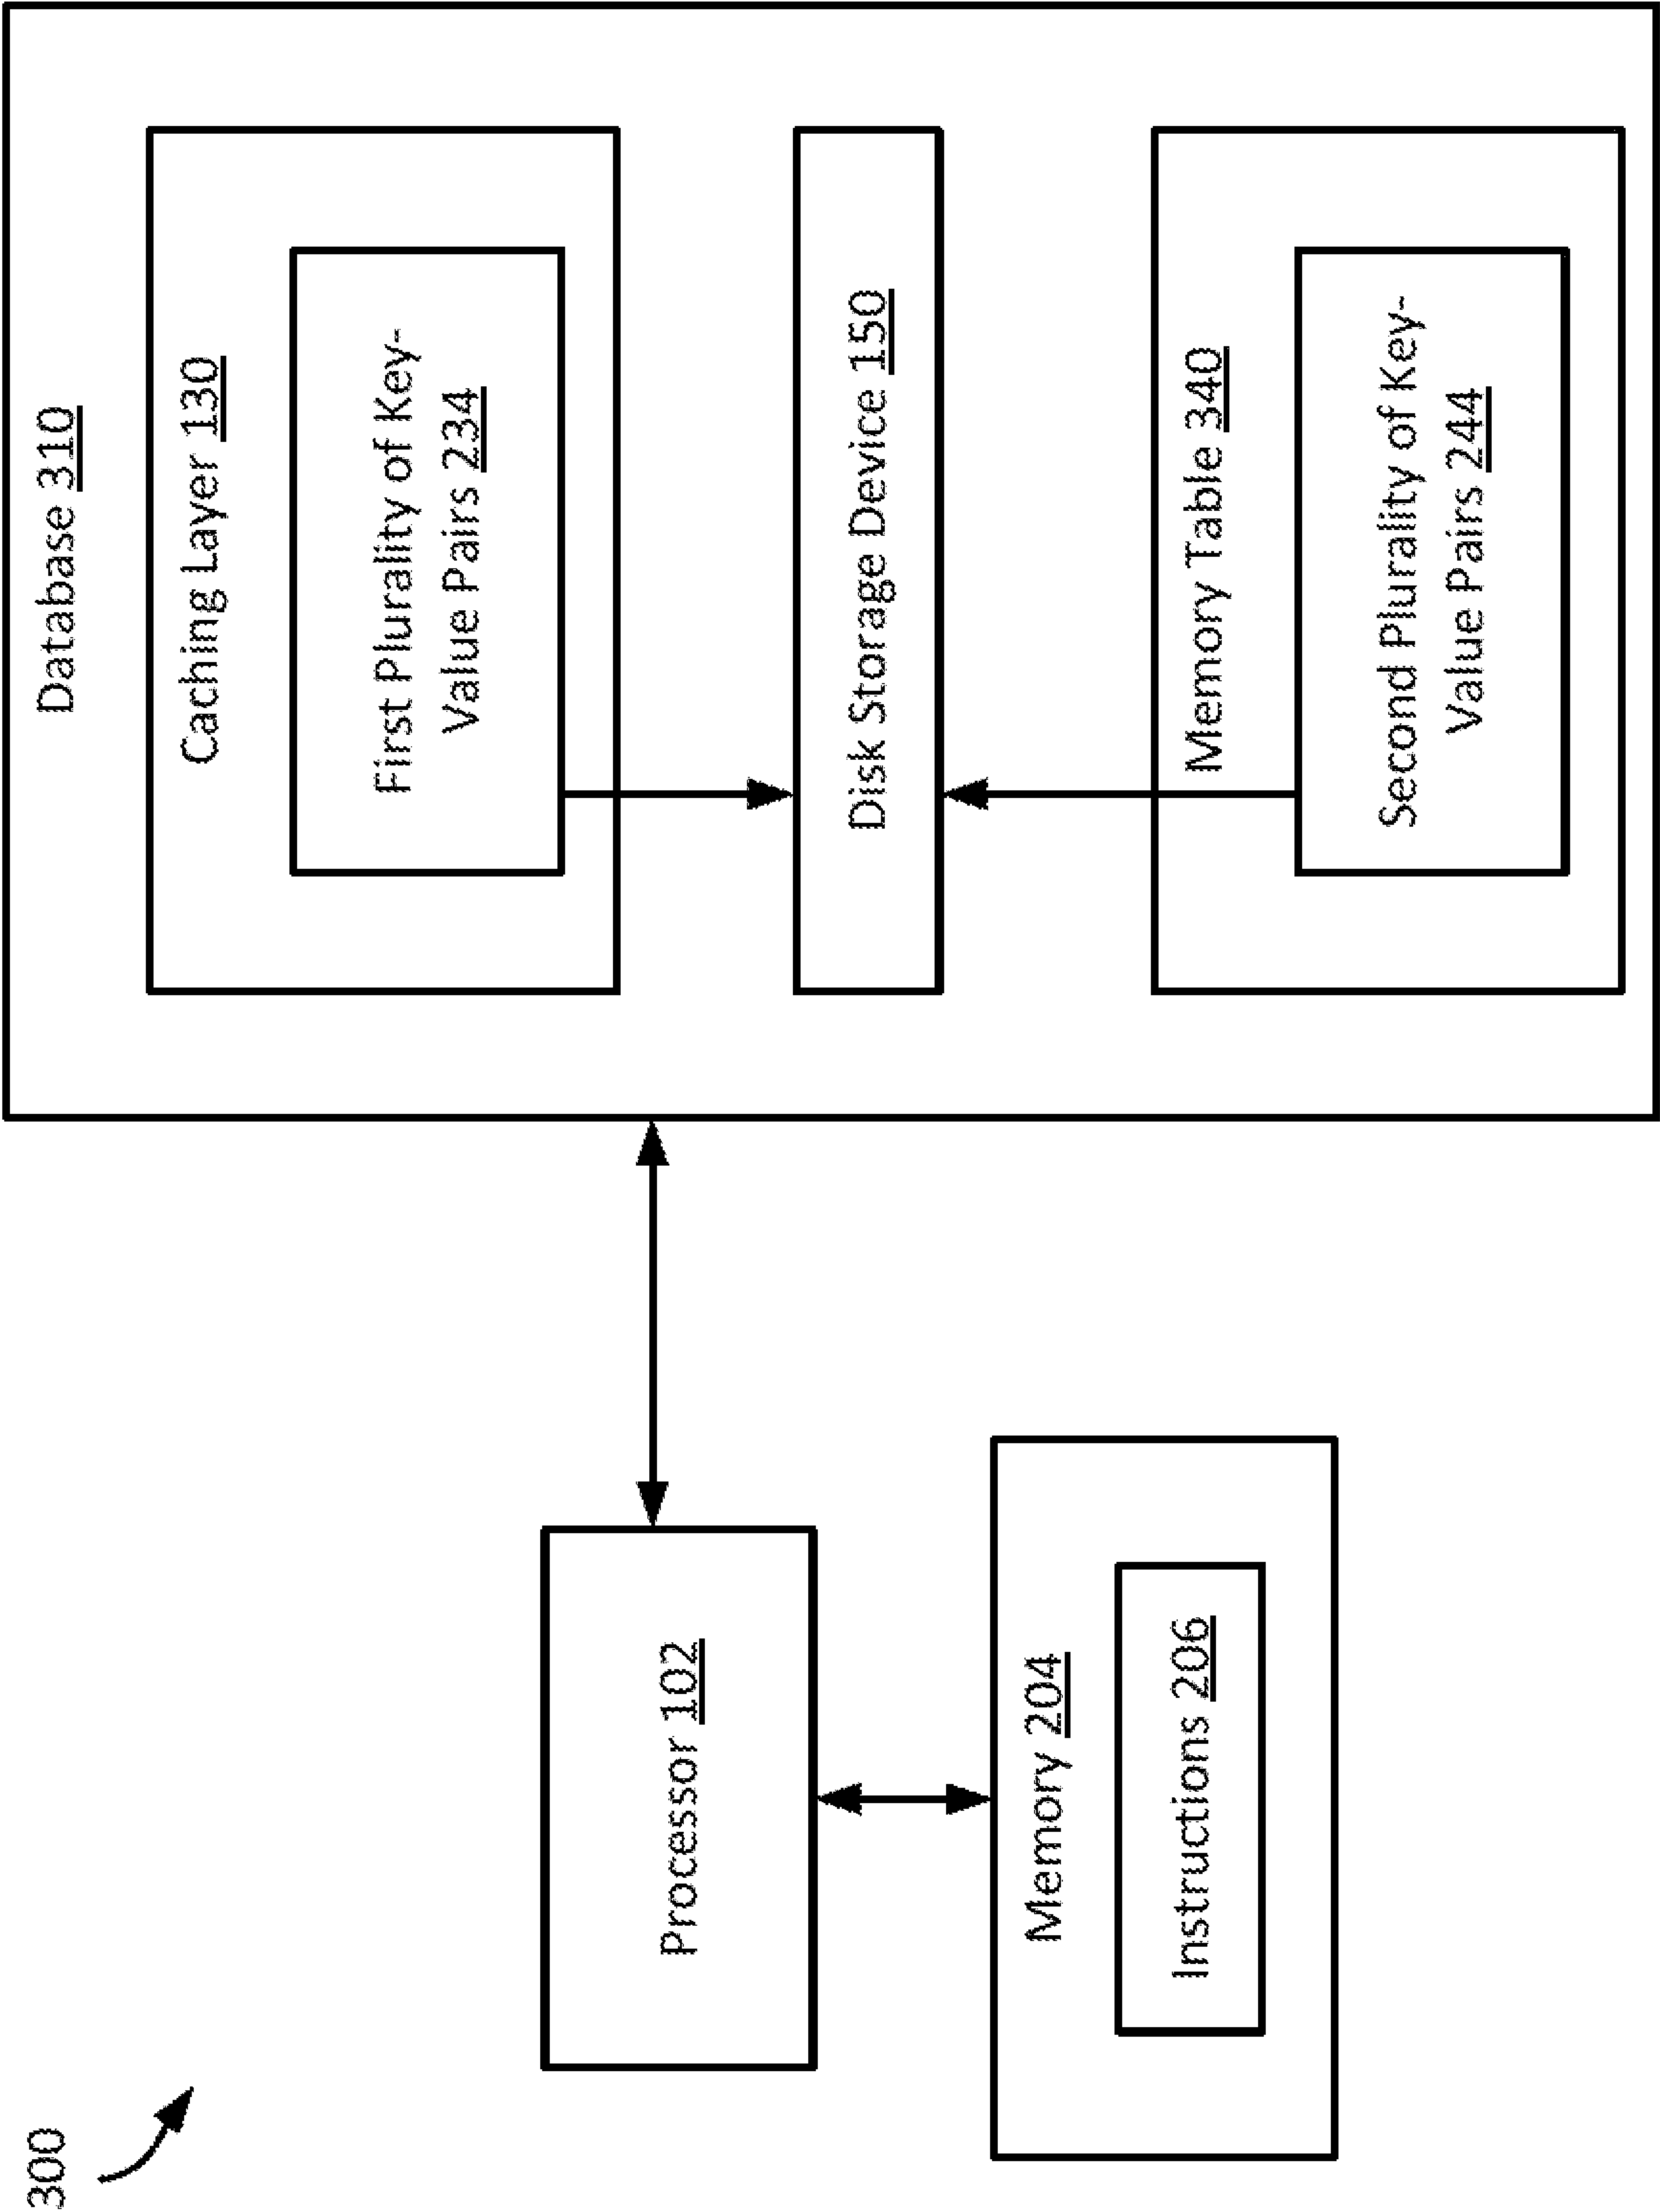 300
Processor 102
Memory 204
Instructions 206
Database 310
Caching Layer 130
First Plurality of Key-
Value Pairs 234
Disk Storage Device 150
Memory Table 340
Second Plurality of Key-
Value Pairs 244